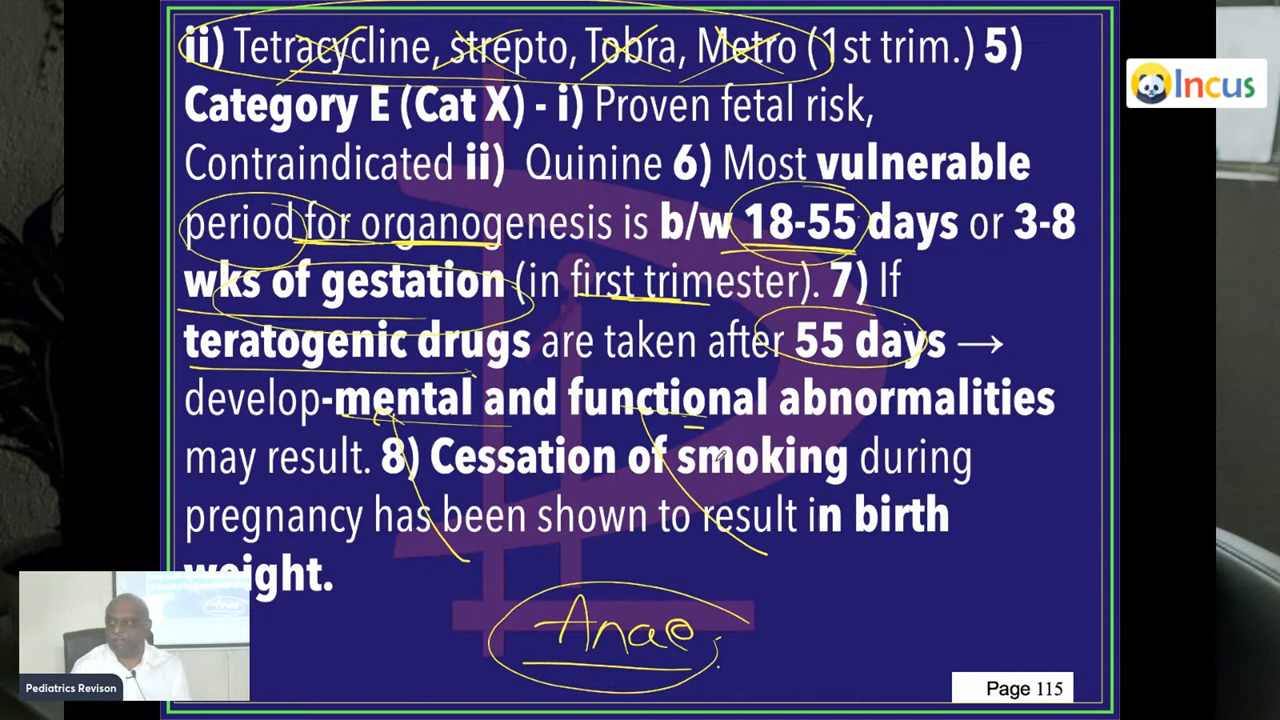 ii) Tetracycline, strepto, Tobra, Metro (1st trim.) 5)
Category E (Cat X) - i) Proven fetal risk,
Contraindicated ii) Quinine 6) Most vulnerable
period for organogenesis is b/w 18-55 days or 3-8
wks of gestation (in first trimester). 7) If
teratogenic drugs are taken after 55 days →
develop-mental and functional abnormalities
may result. 8) Cessation of smoking during
pregnancy has been shown to result in birth
weight.
Incus
Pediatrics Revison
Page 115